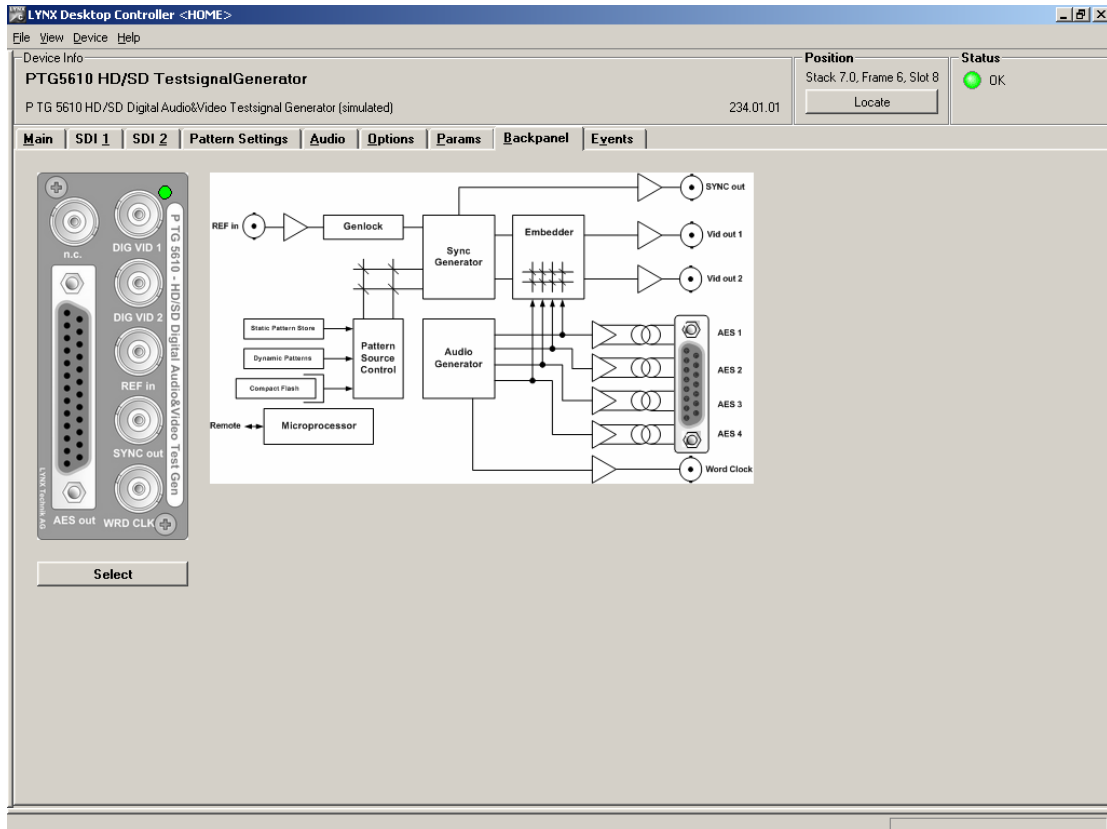 LYNX Desktop Controller <HOME>
File View Device Help
Device Info
PTG5610 HD/SD TestsignalGenerator
P TG 5610 HD/SD Digital Audio&Video Testsignal Generator (simulated)
234.01.01
Position
Stack 7.0, Frame 6, Slot 8
Locate
Status
OK
Main SDI 1 SDI 2 Pattern Settings Audio Options Params Backpanel Events
n.c.
DIG VID 1
DIG VID 2
REF in
SYNC out
WRD CLK
AES out
P TG 5610 - HD/SD Digital Audio&Video Test Gen
LYNX Technik AG
Select
REF in
Genlock
Sync
Generator
Embedder
SYNC out
Vid out 1
Vid out 2
Static Pattern Store
Dynamic Patterns
Compact Flash
Pattern
Source
Control
Audio
Generator
AES 1
AES 2
AES 3
AES 4
Remote
Microprocessor
Word Clock